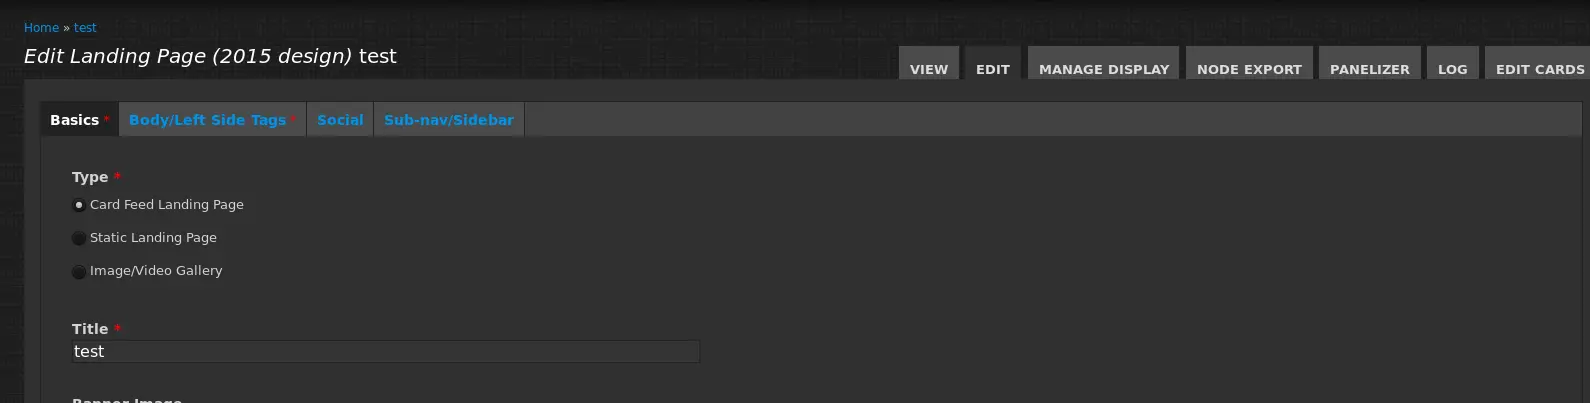 Home » test
Edit Landing Page (2015 design) test
VIEW EDIT MANAGE DISPLAY NODE EXPORT PANELIZER LOG EDIT CARDS
Basics * Body/Left Side Tags * Social Sub-nav/Sidebar
Type *
Card Feed Landing Page
Static Landing Page
Image/Video Gallery
Title *
test
Banner Image